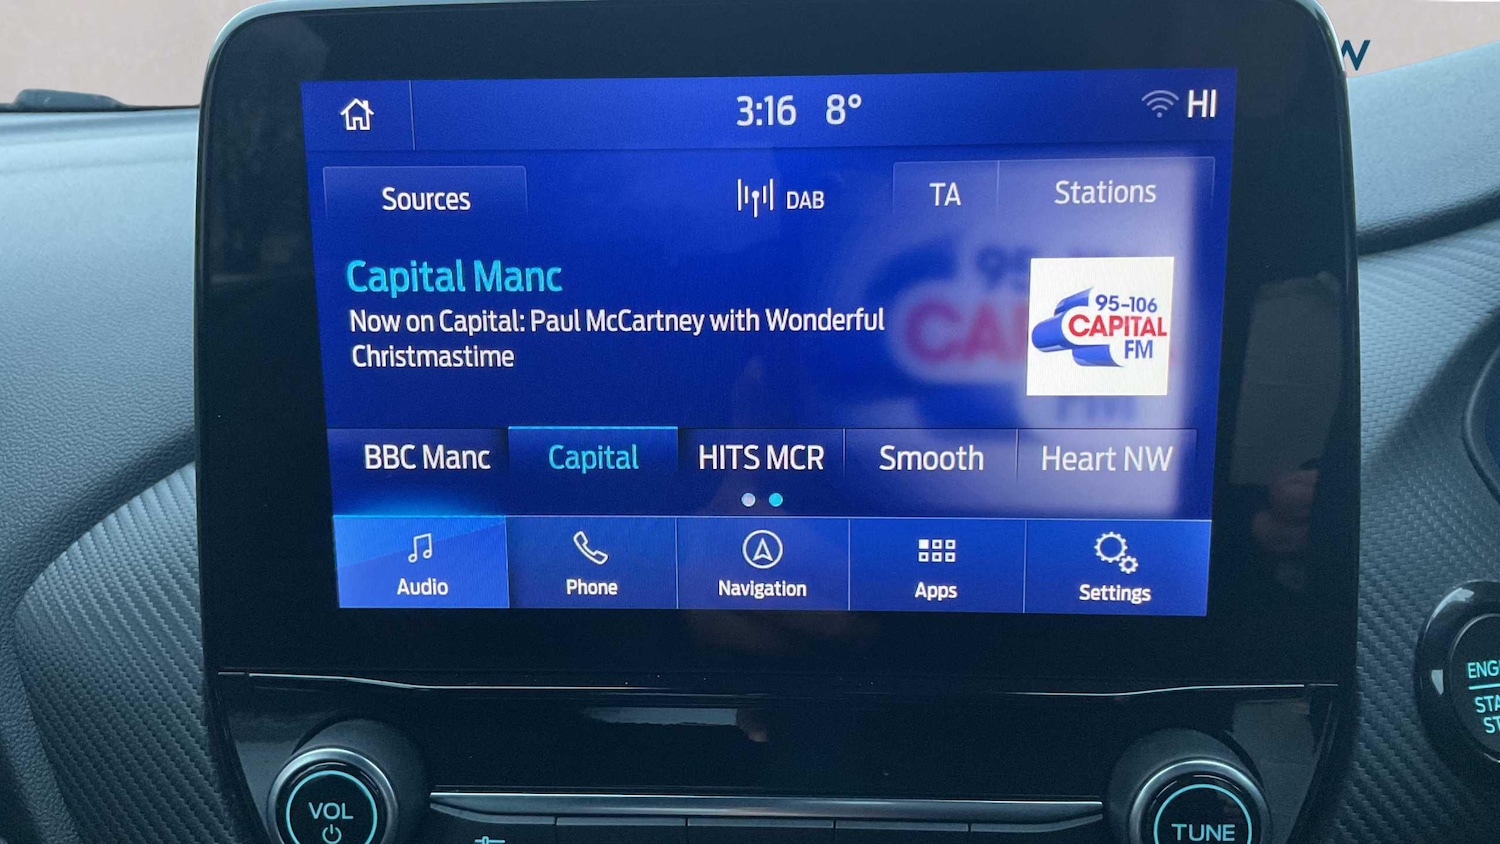 3:16 8° HI
Sources DAB TA Stations
Capital Manc
Now on Capital: Paul McCartney with Wonderful
Christmastime
95-106
CAPITAL
FM
BBC Manc Capital HITS MCR Smooth Heart NW
Audio Phone Navigation Apps Settings
VOL
TUNE